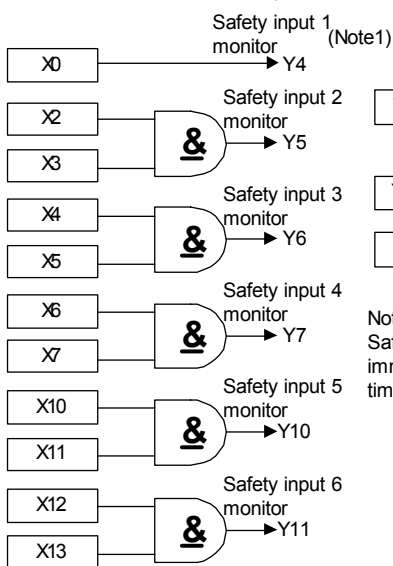 Safety input 1
monitor
(Note1)
X0
Y4
Safety input 2
monitor
X2
&
Y5
X3
Safety input 3
monitor
X4
&
Y6
X5
Safety input 4
monitor
X6
&
Y7
X7
Safety input 5
monitor
X10
&
Y10
X11
Safety input 6
monitor
X12
&
Y11
X13